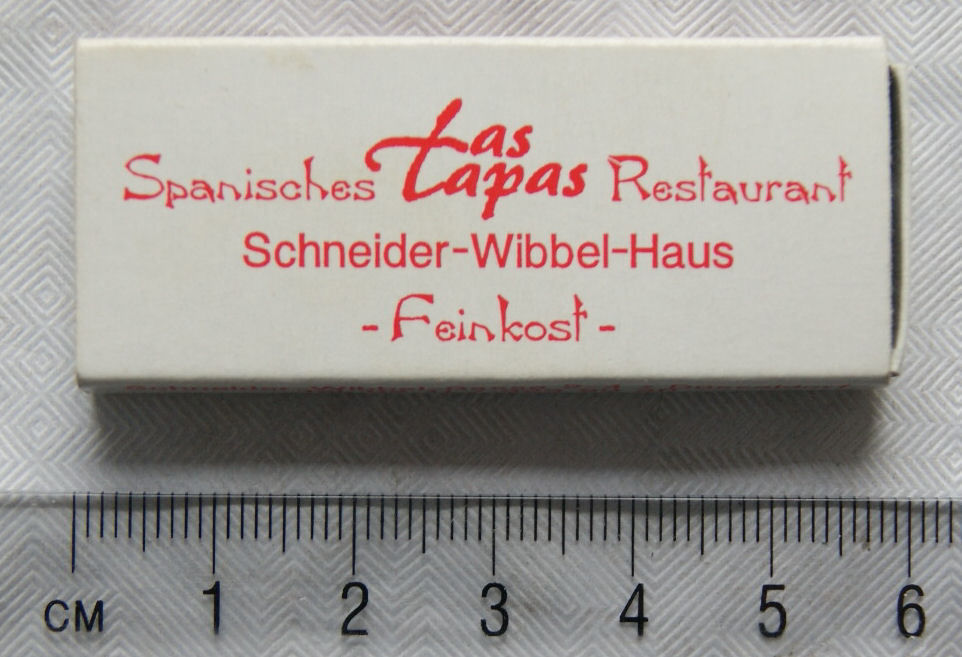 Las
Spanisches Tapas Restaurant
Schneider-Wibbel-Haus
- Feinkost -
CM 1 2 3 4 5 6